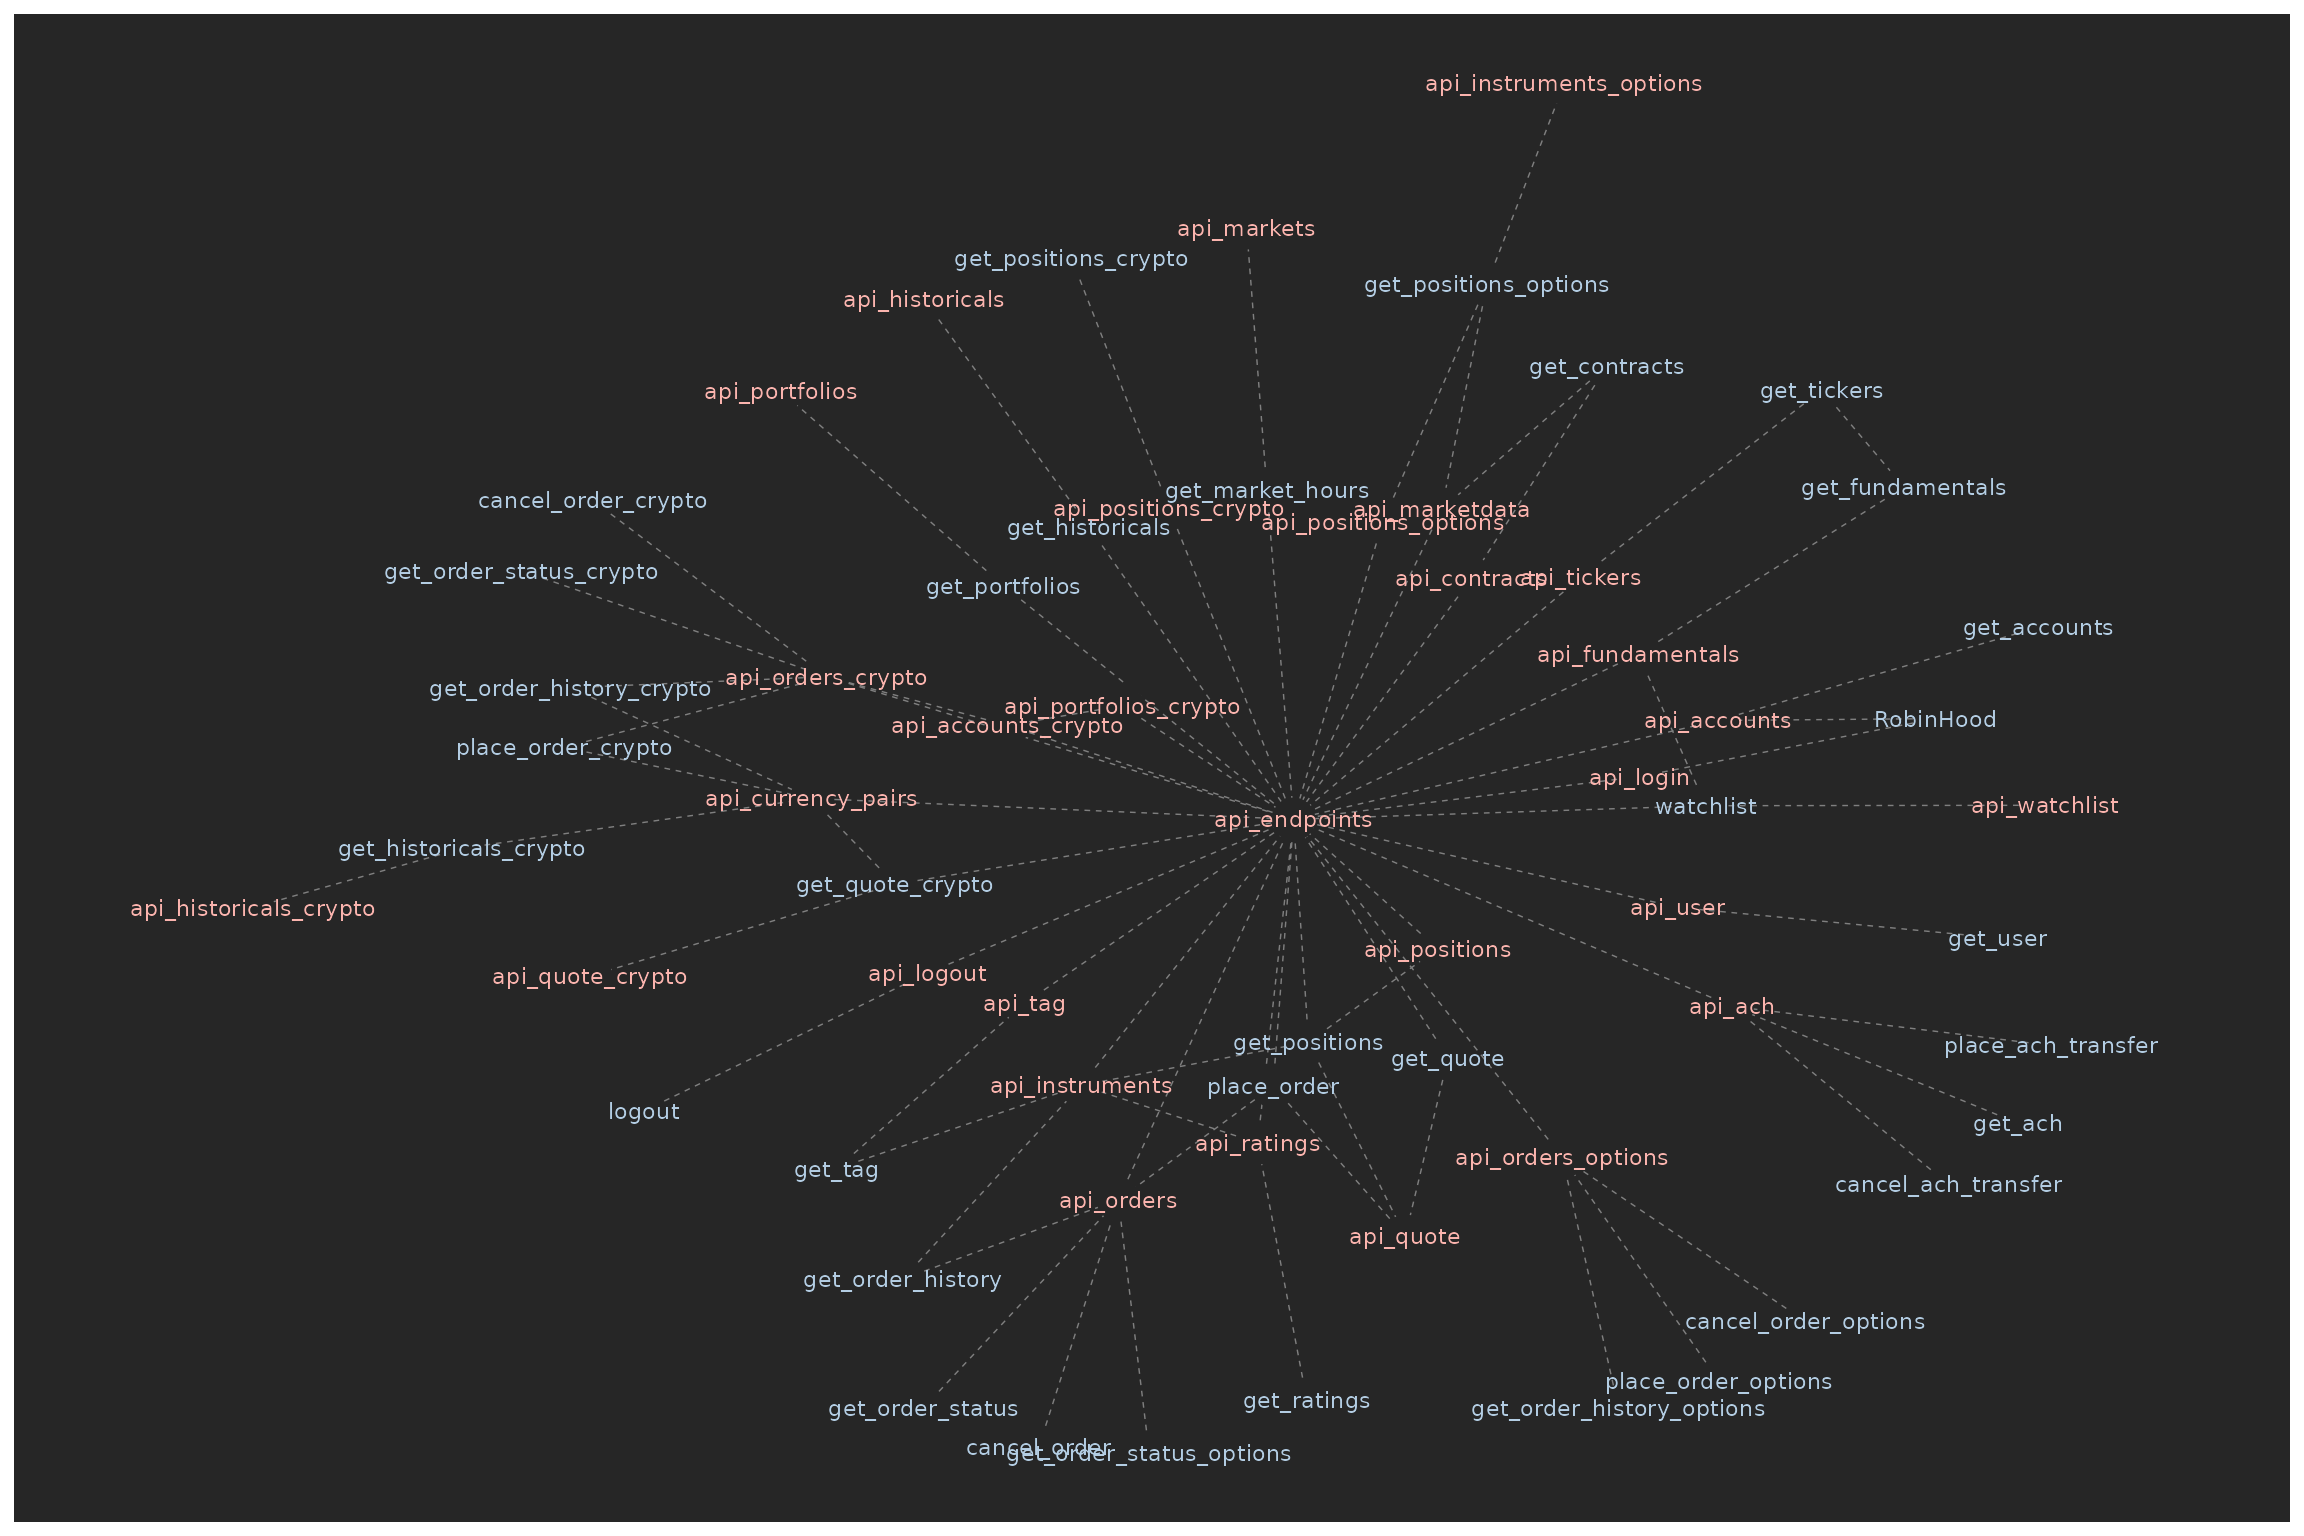 api_instruments_options
api_markets
get_positions_crypto
get_positions_options
api_historicals
get_contracts
get_tickers
api_portfolios
get_fundamentals
get_market_hours
cancel_order_crypto
api_positions_crypto
api_marketdata
api_positions_options
get_historicals
get_order_status_crypto
api_contracts
api_tickers
get_portfolios
get_accounts
api_fundamentals
api_orders_crypto
get_order_history_crypto
api_portfolios_crypto
api_accounts
RobinHood
api_accounts_crypto
place_order_crypto
api_login
api_currency_pairs
watchlist
api_watchlist
api_endpoints
get_historicals_crypto
get_quote_crypto
api_historicals_crypto
api_user
get_user
api_positions
api_logout
api_quote_crypto
api_tag
api_ach
get_positions
place_ach_transfer
get_quote
api_instruments
place_order
logout
get_ach
api_ratings
api_orders_options
get_tag
cancel_ach_transfer
api_orders
api_quote
get_order_history
cancel_order_options
place_order_options
get_ratings
get_order_status
get_order_history_options
cancel_order
get_order_status_options